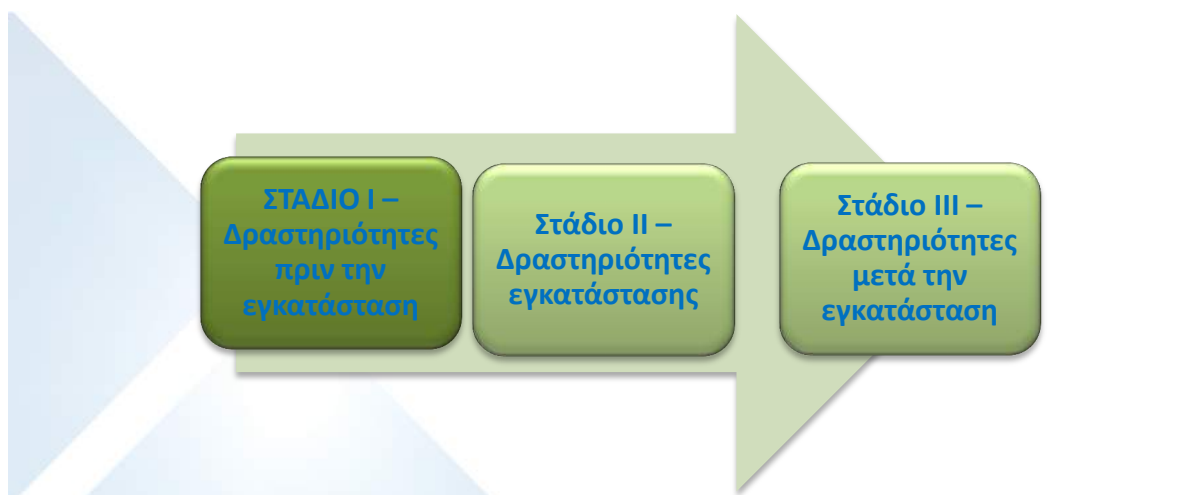 ΣΤΑΔΙΟ Ι –
Δραστηριότητες
πριν την
εγκατάσταση
Στάδιο ΙΙ –
Δραστηριότητες
εγκατάστασης
Στάδιο ΙΙΙ –
Δραστηριότητες
μετά την
εγκατάσταση